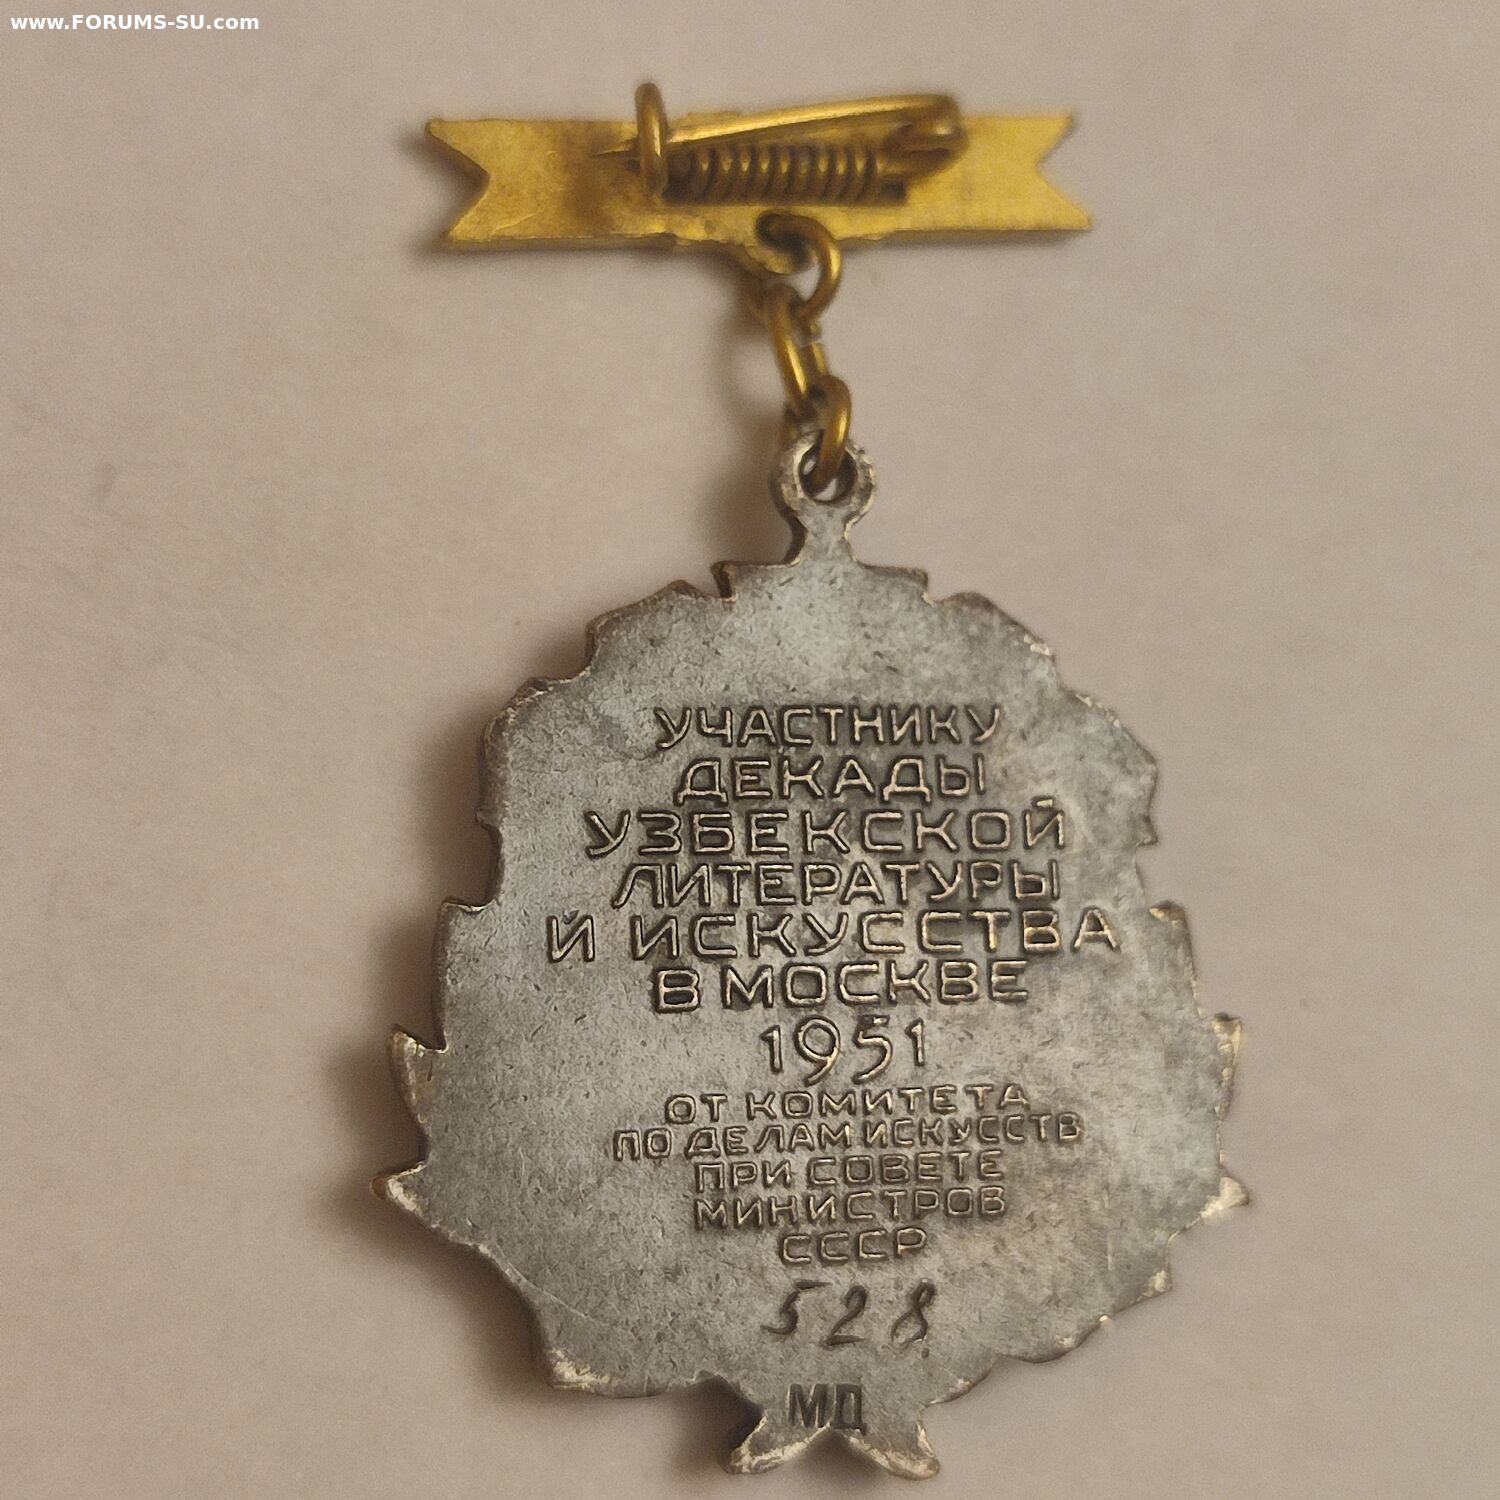 www.FORUMS-SU.com
УЧАСТНИКУ
ДЕКАДЫ
УЗБЕКСКОЙ
ЛИТЕРАТУРЫ
Й ИСКУССТВА
В МОСКВЕ
1951
ОТ КОМИТЕТА
ПО ДЕЛАМ ИСКУССТВ
ПРИ СОВЕТЕ
МИНИСТРОВ
СССР
528
МД